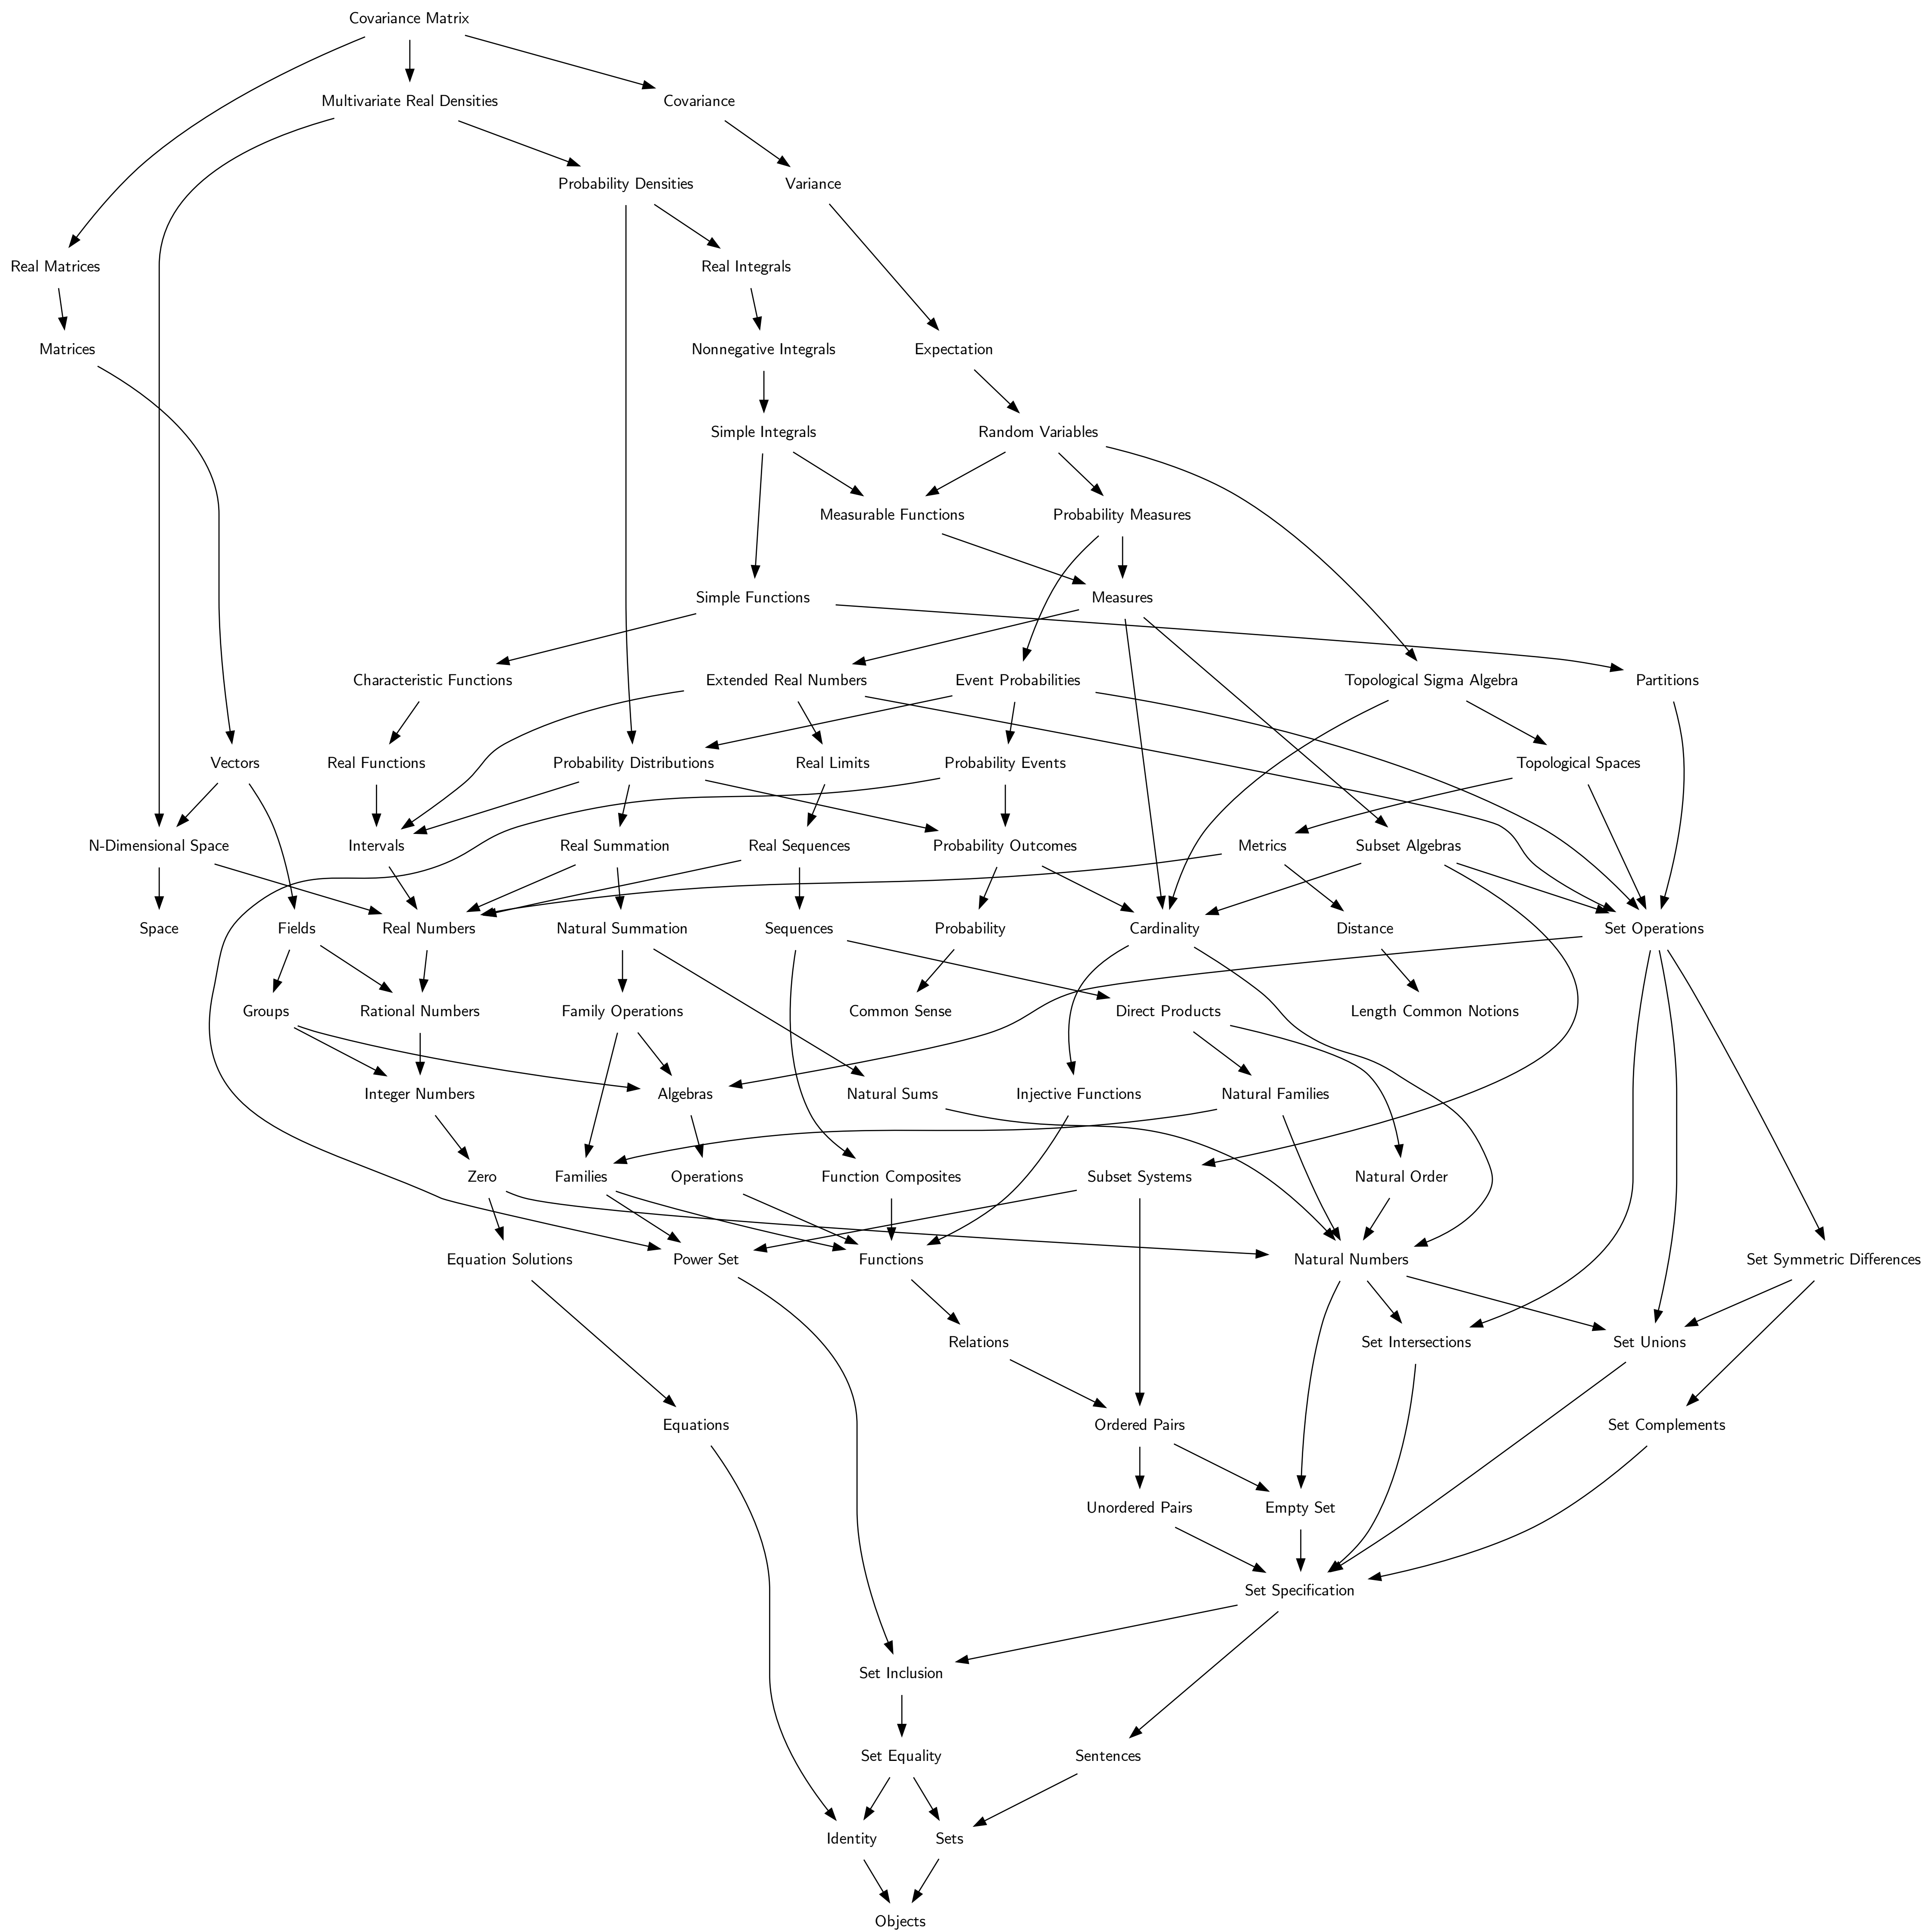 Covariance Matrix
Multivariate Real Densities
Covariance
Probability Densities
Variance
Real Matrices
Real Integrals
Matrices
Nonnegative Integrals
Expectation
Simple Integrals
Random Variables
Measurable Functions
Probability Measures
Simple Functions
Measures
Characteristic Functions
Extended Real Numbers
Event Probabilities
Topological Sigma Algebra
Partitions
Vectors
Real Functions
Probability Distributions
Real Limits
Probability Events
Topological Spaces
N-Dimensional Space
Intervals
Real Summation
Real Sequences
Probability Outcomes
Metrics
Subset Algebras
Space
Fields
Real Numbers
Natural Summation
Sequences
Probability
Cardinality
Distance
Set Operations
Groups
Rational Numbers
Family Operations
Common Sense
Direct Products
Length Common Notions
Integer Numbers
Algebras
Natural Sums
Injective Functions
Natural Families
Zero
Families
Operations
Function Composites
Subset Systems
Natural Order
Equation Solutions
Power Set
Functions
Natural Numbers
Set Symmetric Differences
Relations
Set Intersections
Set Unions
Equations
Ordered Pairs
Set Complements
Unordered Pairs
Empty Set
Set Specification
Set Inclusion
Set Equality
Sentences
Identity
Sets
Objects